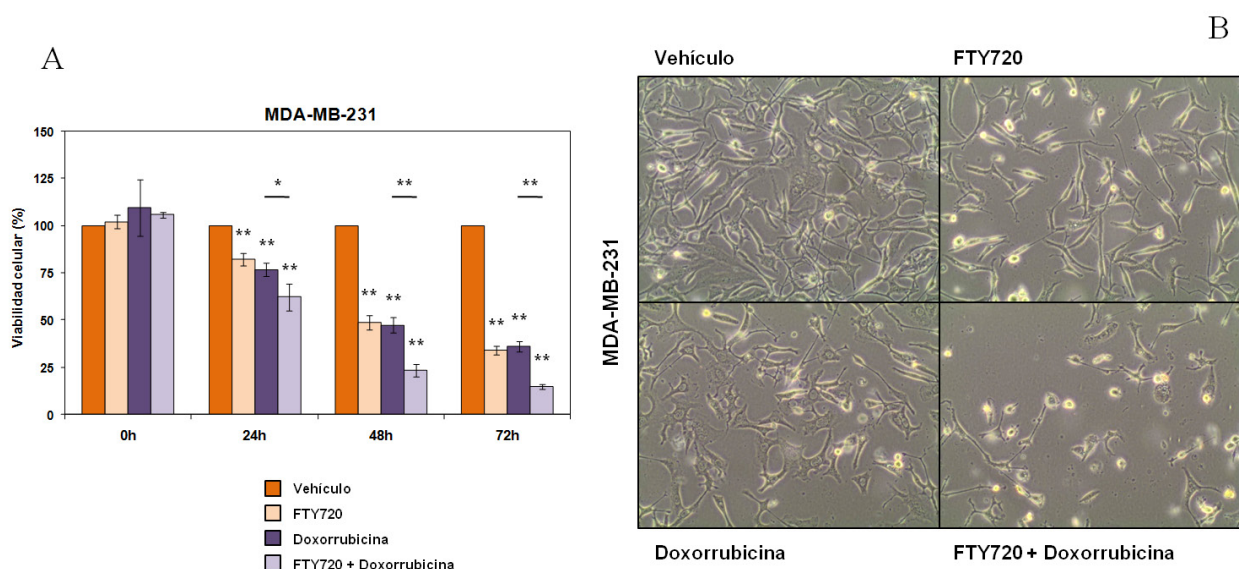 A
MDA-MB-231
Viabilidad celular (%)
150
125
100
75
50
25
0
*
**
**
**
**
**
**
**
**
**
**
**
0h
24h
48h
72h
Vehículo
FTY720
Doxorrubicina
FTY720 + Doxorrubicina
B
Vehículo
FTY720
MDA-MB-231
Doxorrubicina
FTY720 + Doxorrubicina